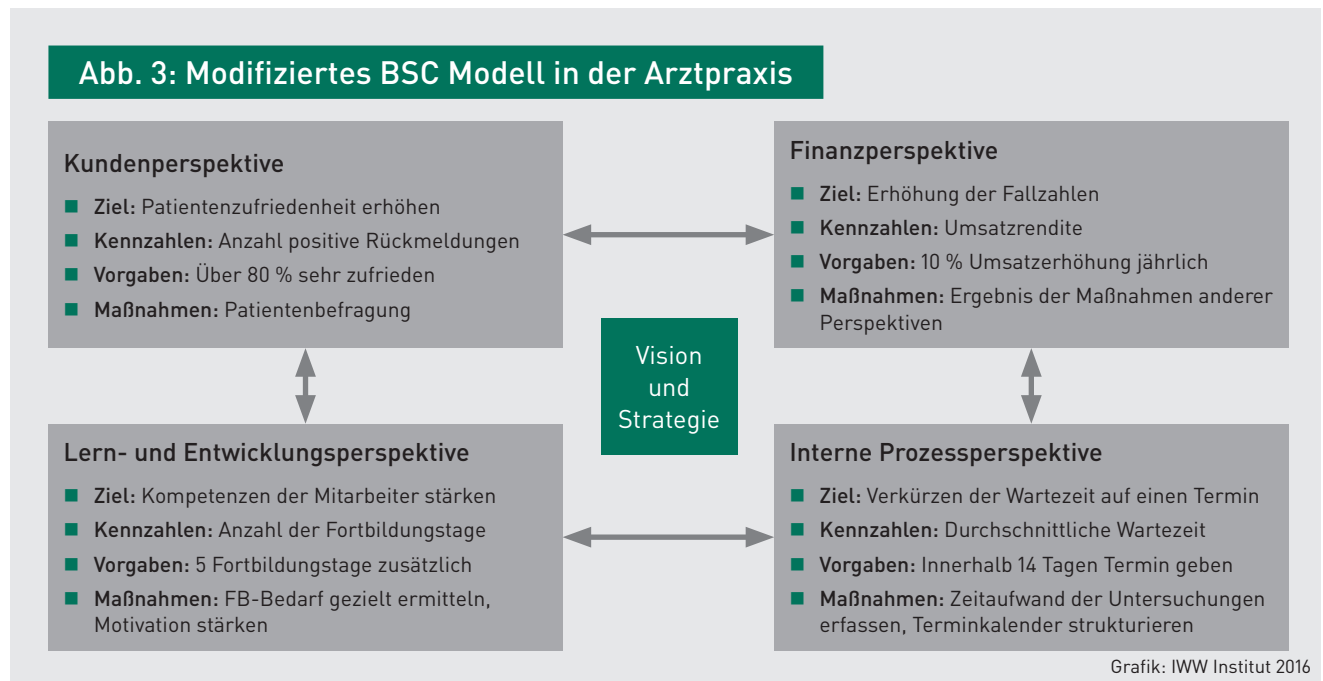 Abb. 3: Modifiziertes BSC Modell in der Arztpraxis
Kundenperspektive
Ziel: Patientenzufriedenheit erhöhen
Kennzahlen: Anzahl positive Rückmeldungen
Vorgaben: Über 80 % sehr zufrieden
Maßnahmen: Patientenbefragung
Finanzperspektive
Ziel: Erhöhung der Fallzahlen
Kennzahlen: Umsatzrendite
Vorgaben: 10 % Umsatzerhöhung jährlich
Maßnahmen: Ergebnis der Maßnahmen anderer
Perspektiven
Vision
und
Strategie
Lern- und Entwicklungsperspektive
Ziel: Kompetenzen der Mitarbeiter stärken
Kennzahlen: Anzahl der Fortbildungstage
Vorgaben: 5 Fortbildungstage zusätzlich
Maßnahmen: FB-Bedarf gezielt ermitteln,
Motivation stärken
Interne Prozessperspektive
Ziel: Verkürzen der Wartezeit auf einen Termin
Kennzahlen: Durchschnittliche Wartezeit
Vorgaben: Innerhalb 14 Tagen Termin geben
Maßnahmen: Zeitaufwand der Untersuchungen
erfassen, Terminkalender strukturieren
Grafik: IWW Institut 2016